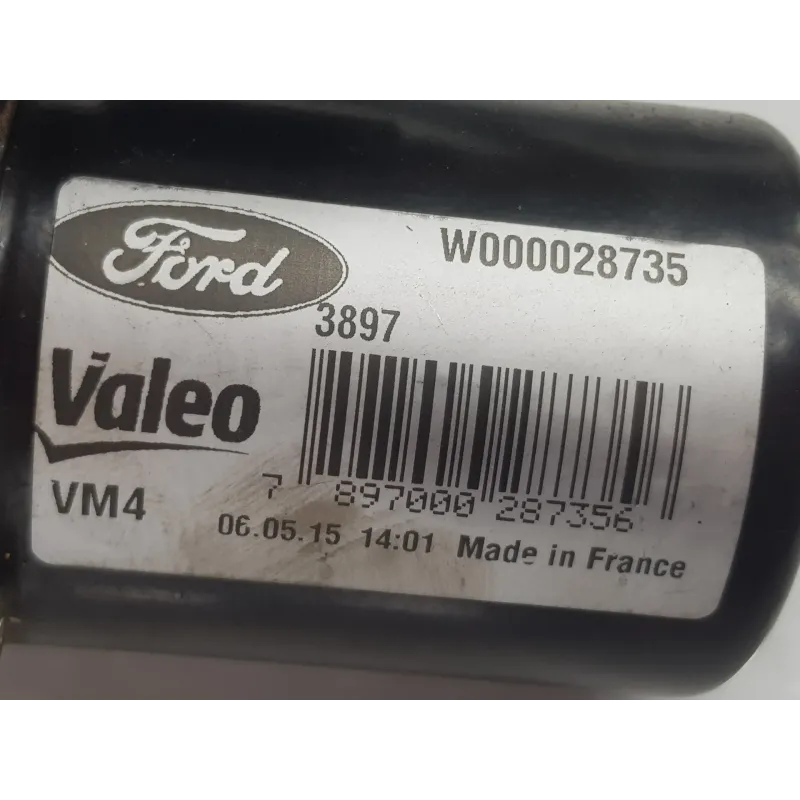 Ford
W000028735
3897
Valeo
7 897000 287356
VM4
06.05.15 14:01 Made in France